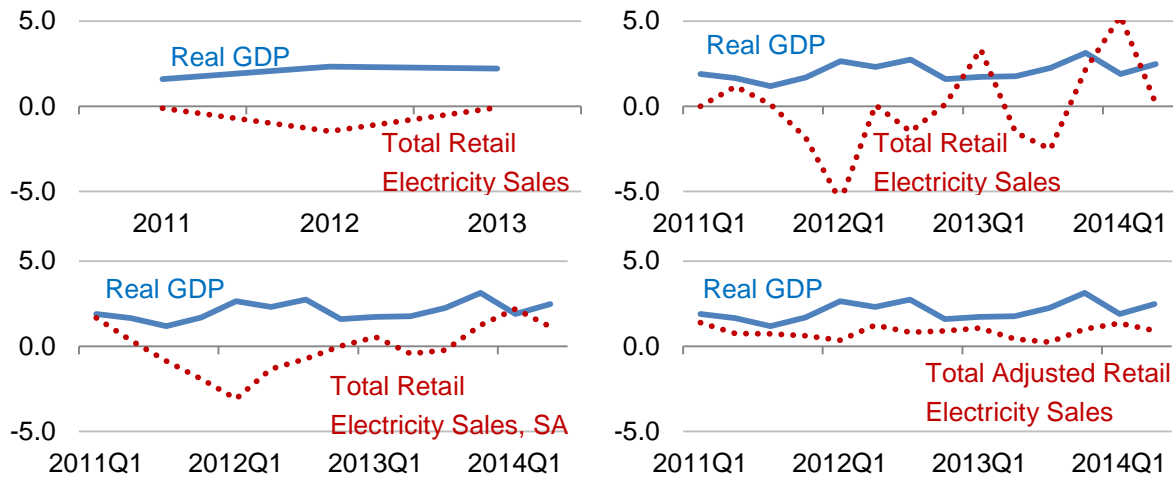 5.0
Real GDP
0.0
Total Retail
Electricity Sales
-5.0
2011 2012 2013
5.0
Real GDP
0.0
Total Retail
Electricity Sales
-5.0
2011Q1 2012Q1 2013Q1 2014Q1
5.0
Real GDP
0.0
Total Retail
Electricity Sales, SA
-5.0
2011Q1 2012Q1 2013Q1 2014Q1
5.0
Real GDP
0.0
Total Adjusted Retail
Electricity Sales
-5.0
2011Q1 2012Q1 2013Q1 2014Q1